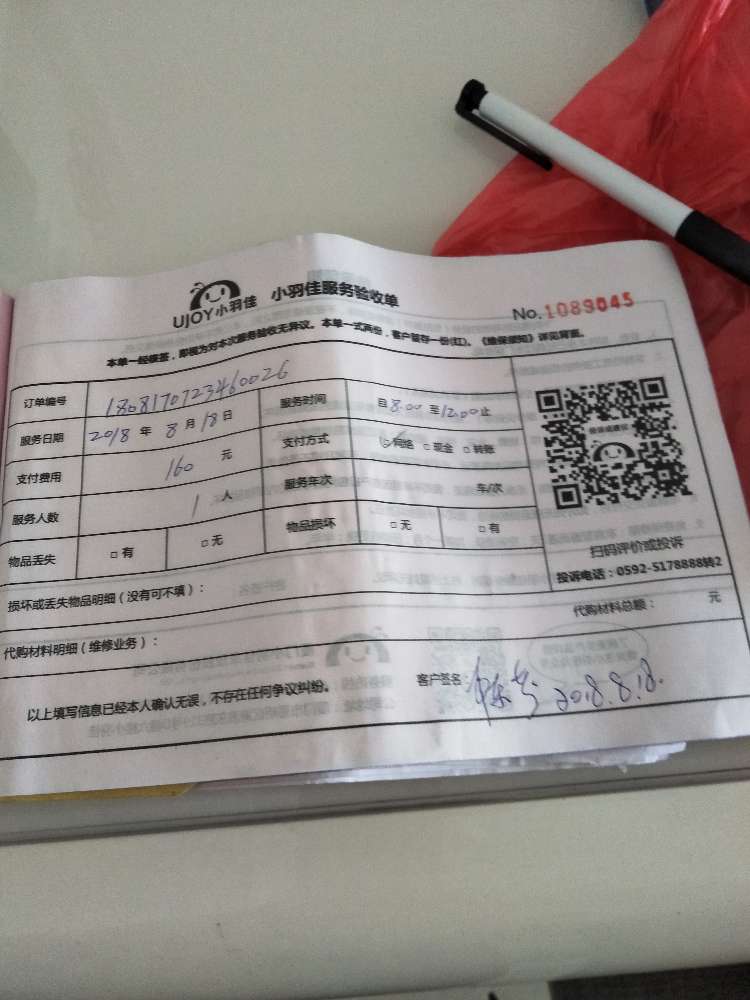 UJOY小羽佳 小羽佳服务验收单
No.1089045
本单一经签签，即视为对本次服务验收无异议。本单一式两份，客户留存一份(红)。《维保须知》详见背面。
订单编号 1808170723460026
服务日期 2018 年 8 月 18 日 服务时间 自 8:00 至 12:00 止
支付费用 160 元 支付方式 ☑网络 □现金 □转账
服务人数 1 人 服务年次 车/次
物品丢失 □有 □无 物品损坏 □无 □有
扫码评价或投诉
投诉电话：0592-5178888转2
损坏或丢失物品明细（没有可不填）：
代购材料明细（维修业务）： 代购材料总额： 元
以上填写信息已经本人确认无误，不存在任何争议纠纷。 客户签名： 2018.8.18.